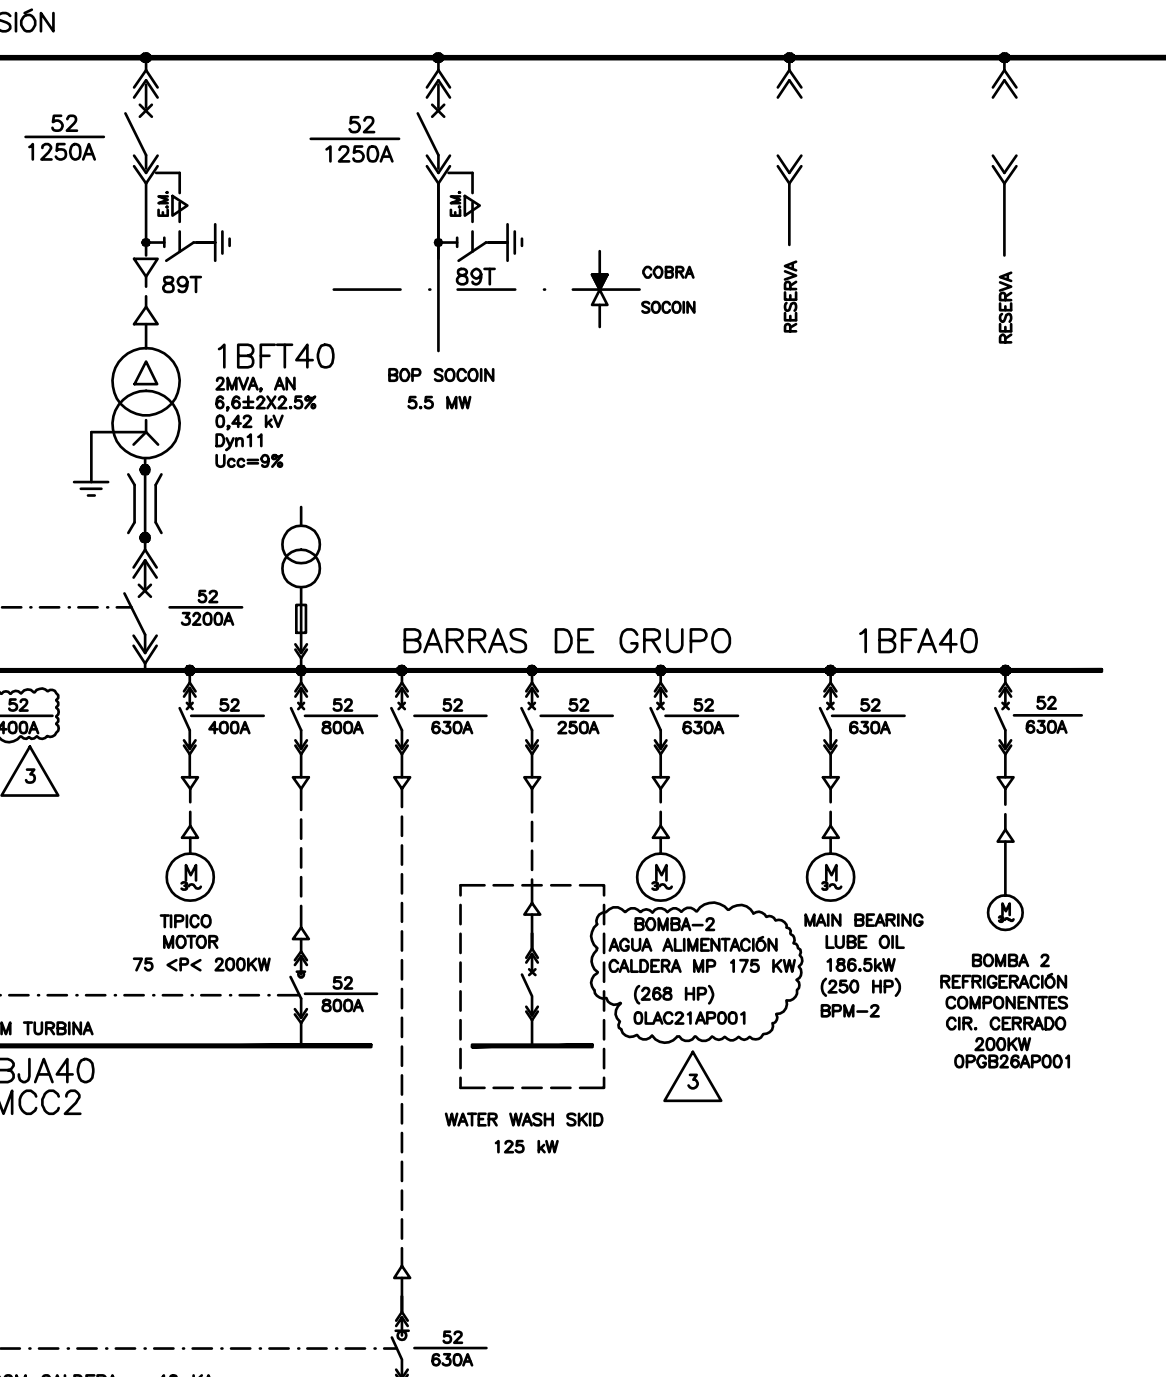 SIÓN
52
1250A
52
1250A
E.M.
E.M.
89T
89T
COBRA
SOCOIN
RESERVA
RESERVA
1BFT40
2MVA, AN
6,6±2X2.5%
0,42 kV
Dyn11
Ucc=9%
BOP SOCOIN
5.5 MW
52
3200A
BARRAS DE GRUPO 1BFA40
52
400A
52
400A
52
800A
52
630A
52
250A
52
630A
52
630A
52
630A
3
M
3~
M
3~
M
3~
M
3~
TIPICO
MOTOR
75 <P< 200KW
BOMBA-2
AGUA ALIMENTACIÓN
CALDERA MP 175 KW
(268 HP)
0LAC21AP001
3
MAIN BEARING
LUBE OIL
186.5kW
(250 HP)
BPM-2
BOMBA 2
REFRIGERACIÓN
COMPONENTES
CIR. CERRADO
200KW
0PGB26AP001
52
800A
M TURBINA
BJA40
MCC2
WATER WASH SKID
125 kW
52
630A